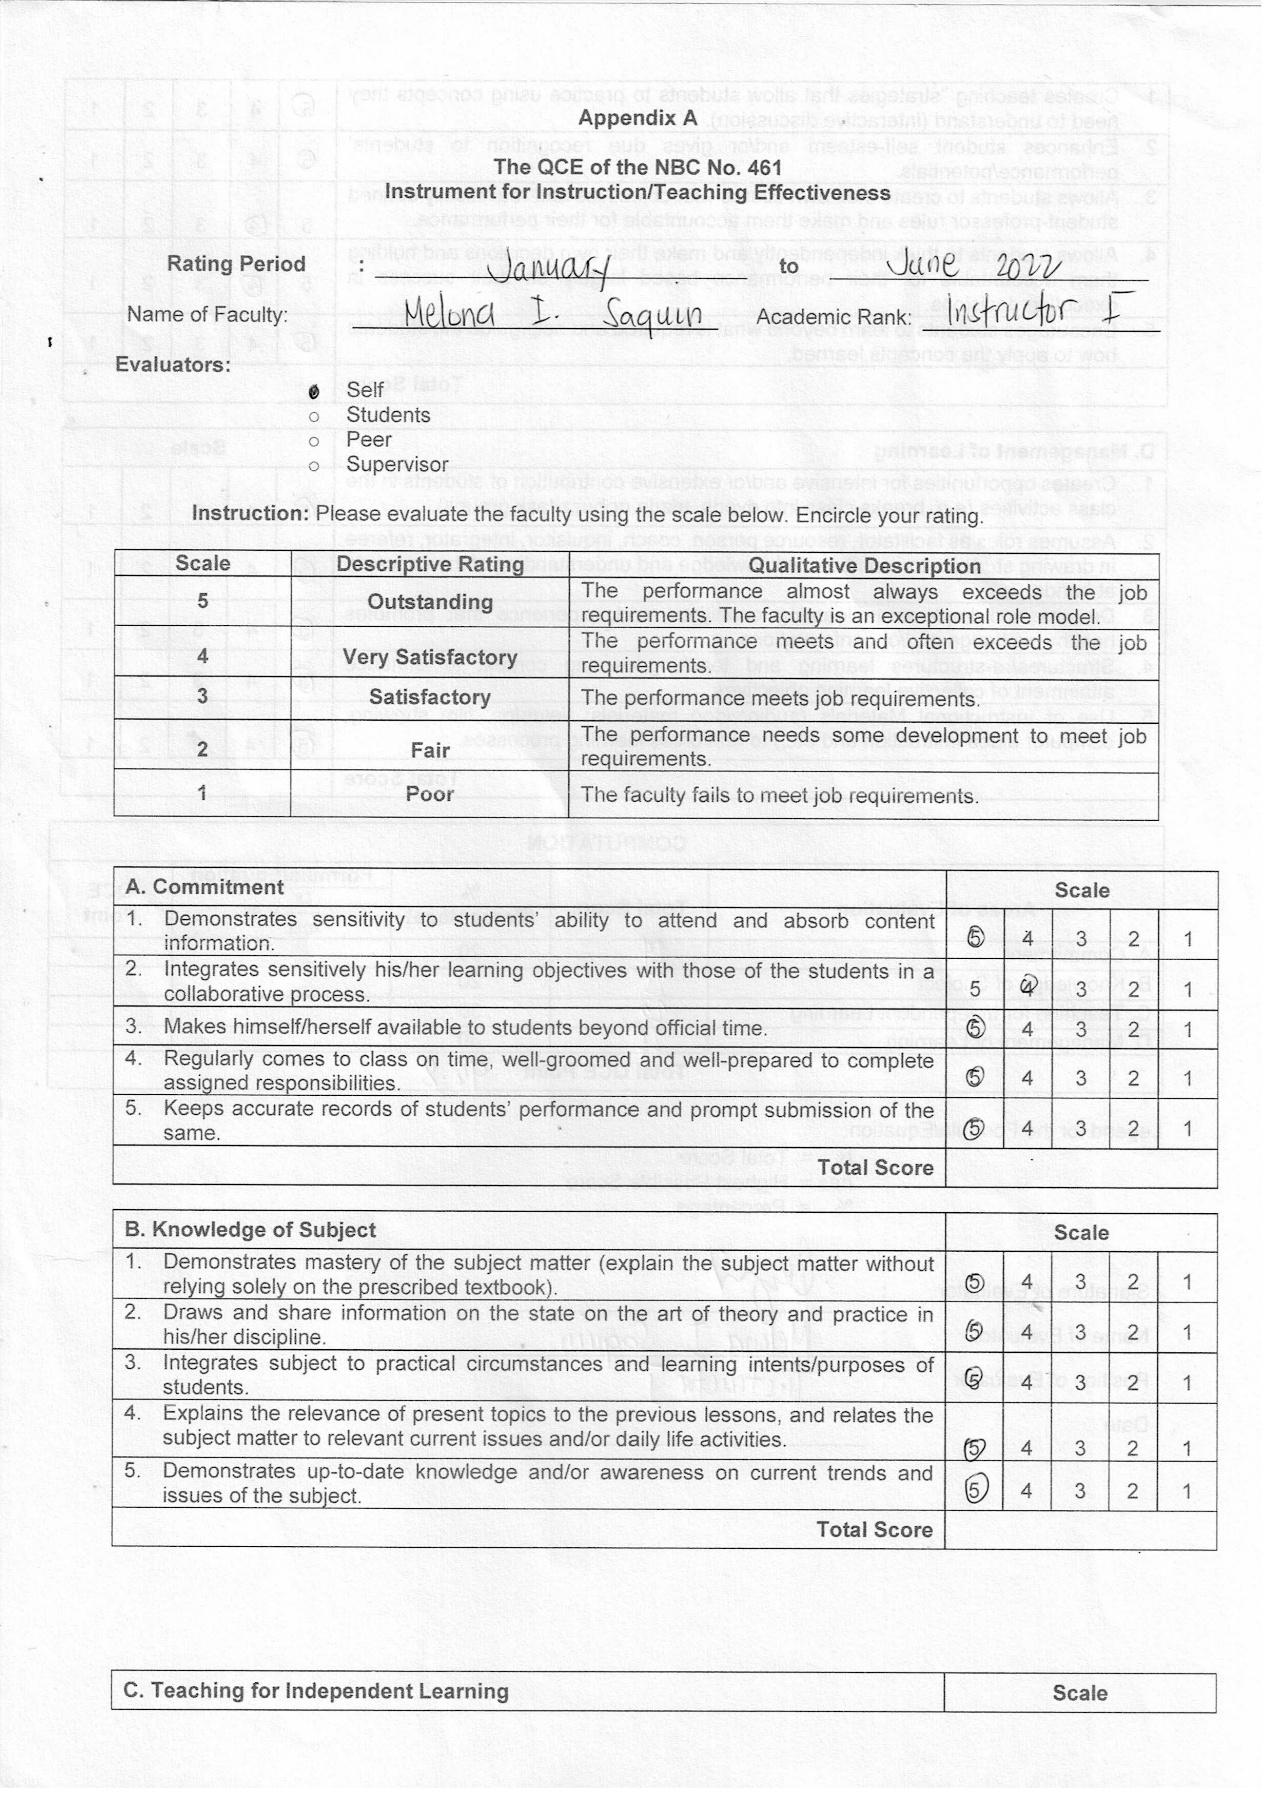 Appendix A
The QCE of the NBC No. 461
Instrument for Instruction/Teaching Effectiveness
Rating Period : January to June 2022
Name of Faculty: Melona I. Saquin Academic Rank: Instructor I
Evaluators:
Self
○ Students
○ Peer
○ Supervisor
Instruction: Please evaluate the faculty using the scale below. Encircle your rating.
Scale Descriptive Rating Qualitative Description
5 Outstanding The performance almost always exceeds the job
requirements. The faculty is an exceptional role model.
4 Very Satisfactory The performance meets and often exceeds the job
requirements.
3 Satisfactory The performance meets job requirements.
2 Fair The performance needs some development to meet job
requirements.
1 Poor The faculty fails to meet job requirements.
A. Commitment Scale
1. Demonstrates sensitivity to students' ability to attend and absorb content
information. 5 4 3 2 1
2. Integrates sensitively his/her learning objectives with those of the students in a
collaborative process. 5 4 3 2 1
3. Makes himself/herself available to students beyond official time. 5 4 3 2 1
4. Regularly comes to class on time, well-groomed and well-prepared to complete
assigned responsibilities. 5 4 3 2 1
5. Keeps accurate records of students' performance and prompt submission of the
same. 5 4 3 2 1
Total Score
B. Knowledge of Subject Scale
1. Demonstrates mastery of the subject matter (explain the subject matter without
relying solely on the prescribed textbook). 5 4 3 2 1
2. Draws and share information on the state on the art of theory and practice in
his/her discipline. 5 4 3 2 1
3. Integrates subject to practical circumstances and learning intents/purposes of
students. 5 4 3 2 1
4. Explains the relevance of present topics to the previous lessons, and relates the
subject matter to relevant current issues and/or daily life activities. 5 4 3 2 1
5. Demonstrates up-to-date knowledge and/or awareness on current trends and
issues of the subject. 5 4 3 2 1
Total Score
C. Teaching for Independent Learning Scale